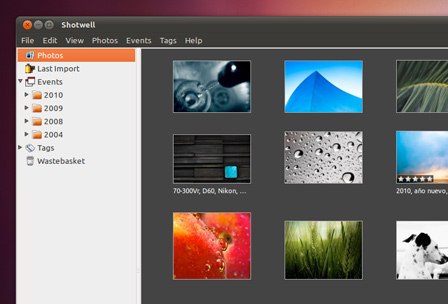 Shotwell
File Edit View Photos Events Tags Help
Photos
Last Import
Events
2010
2009
2008
2004
Tags
Wastebasket
70-300Vr, D60, Nikon, ...
2010, año nuevo,